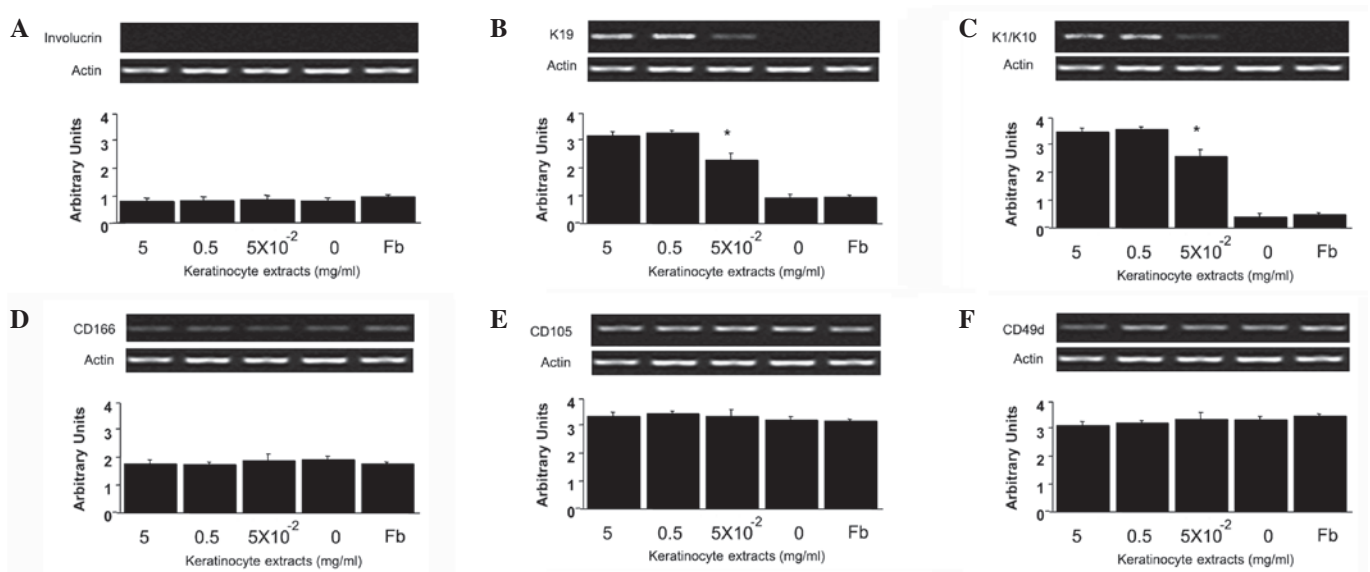 A
Involucrin
Actin
Arbitrary Units
4
3
2
1
0
5 0.5 5X10⁻² 0 Fb
Keratinocyte extracts (mg/ml)
B
K19
Actin
Arbitrary Units
4
3
2
1
0
*
5 0.5 5X10⁻² 0 Fb
Keratinocyte extracts (mg/ml)
C
K1/K10
Actin
Arbitrary Units
4
3
2
1
0
*
5 0.5 5X10⁻² 0 Fb
Keratinocyte extracts (mg/ml)
D
CD166
Actin
Arbitrary Units
4
3
2
1
0
5 0.5 5X10⁻² 0 Fb
Keratinocyte extracts (mg/ml)
E
CD105
Actin
Arbitrary Units
4
3
2
1
0
5 0.5 5X10⁻² 0 Fb
Keratinocyte extracts (mg/ml)
F
CD49d
Actin
Arbitrary Units
4
3
2
1
0
5 0.5 5X10⁻² 0 Fb
Keratinocyte extracts (mg/ml)